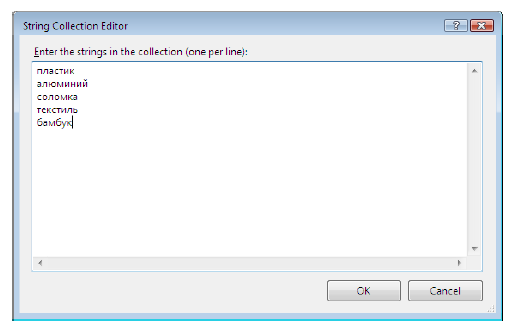 String Collection Editor
Enter the strings in the collection (one per line):
пластик
алюминий
соломка
текстиль
бамбук
OK
Cancel